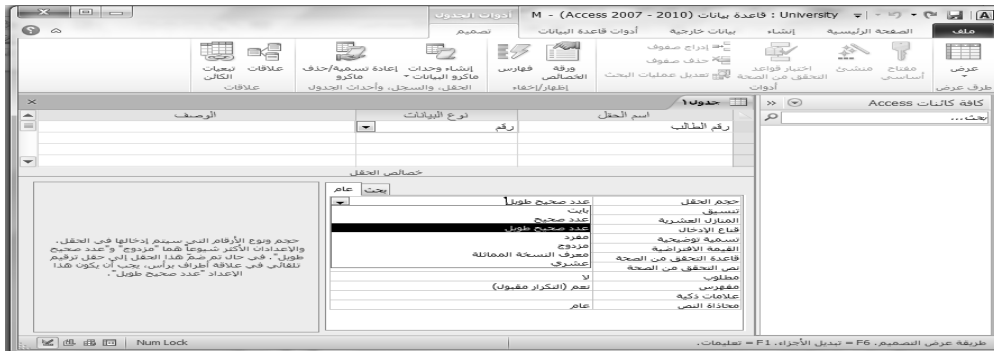 University : قاعدة بيانات (Access 2007 - 2010) - M
أدوات الجدول
ملف
الصفحة الرئيسية
إنشاء
بيانات خارجية
أدوات قاعدة البيانات
تصميم
عرض
طرق عرض
مفتاح أساسي
منشئ
اختبار قواعد التحقق من الصحة
إدراج صفوف
حذف صفوف
تعديل عمليات البحث
أدوات
ورقة الخصائص
فهارس
إظهار/إخفاء
إنشاء وحدات ماكرو البيانات
إعادة تسمية/حذف ماكرو
الحقل، والسجل، وأحداث الجدول
علاقات
تبعيات الكائن
علاقات
كافة كائنات Access
بحث...
جدول١
اسم الحقل
نوع البيانات
الوصف
رقم الطالب
رقم
خصائص الحقل
عام
بحث
حجم الحقل
عدد صحيح طويل
تنسيق
المنازل العشرية
قناع الإدخال
تسمية توضيحية
القيمة الافتراضية
قاعدة التحقق من الصحة
نص التحقق من الصحة
مطلوب
لا
مفهرس
نعم (التكرار مقبول)
علامات ذكية
محاذاة النص
عام
بايت
عدد صحيح
عدد صحيح طويل
مفرد
مزدوج
معرف النسخة المماثلة
عشري
حجم ونوع الأرقام التي سيتم إدخالها في الحقل.
والإعدادات الأكثر شيوعاً هما "مزدوج" و"عدد صحيح
طويل". في حال تم ضم هذا الحقل إلى حقل ترقيم
تلقائي في علاقة أطراف برأس، يجب أن يكون هذا
الإعداد "عدد صحيح طويل".
طريقة عرض التصميم. F6 = تبديل الأجزاء. F1 = تعليمات.
Num Lock